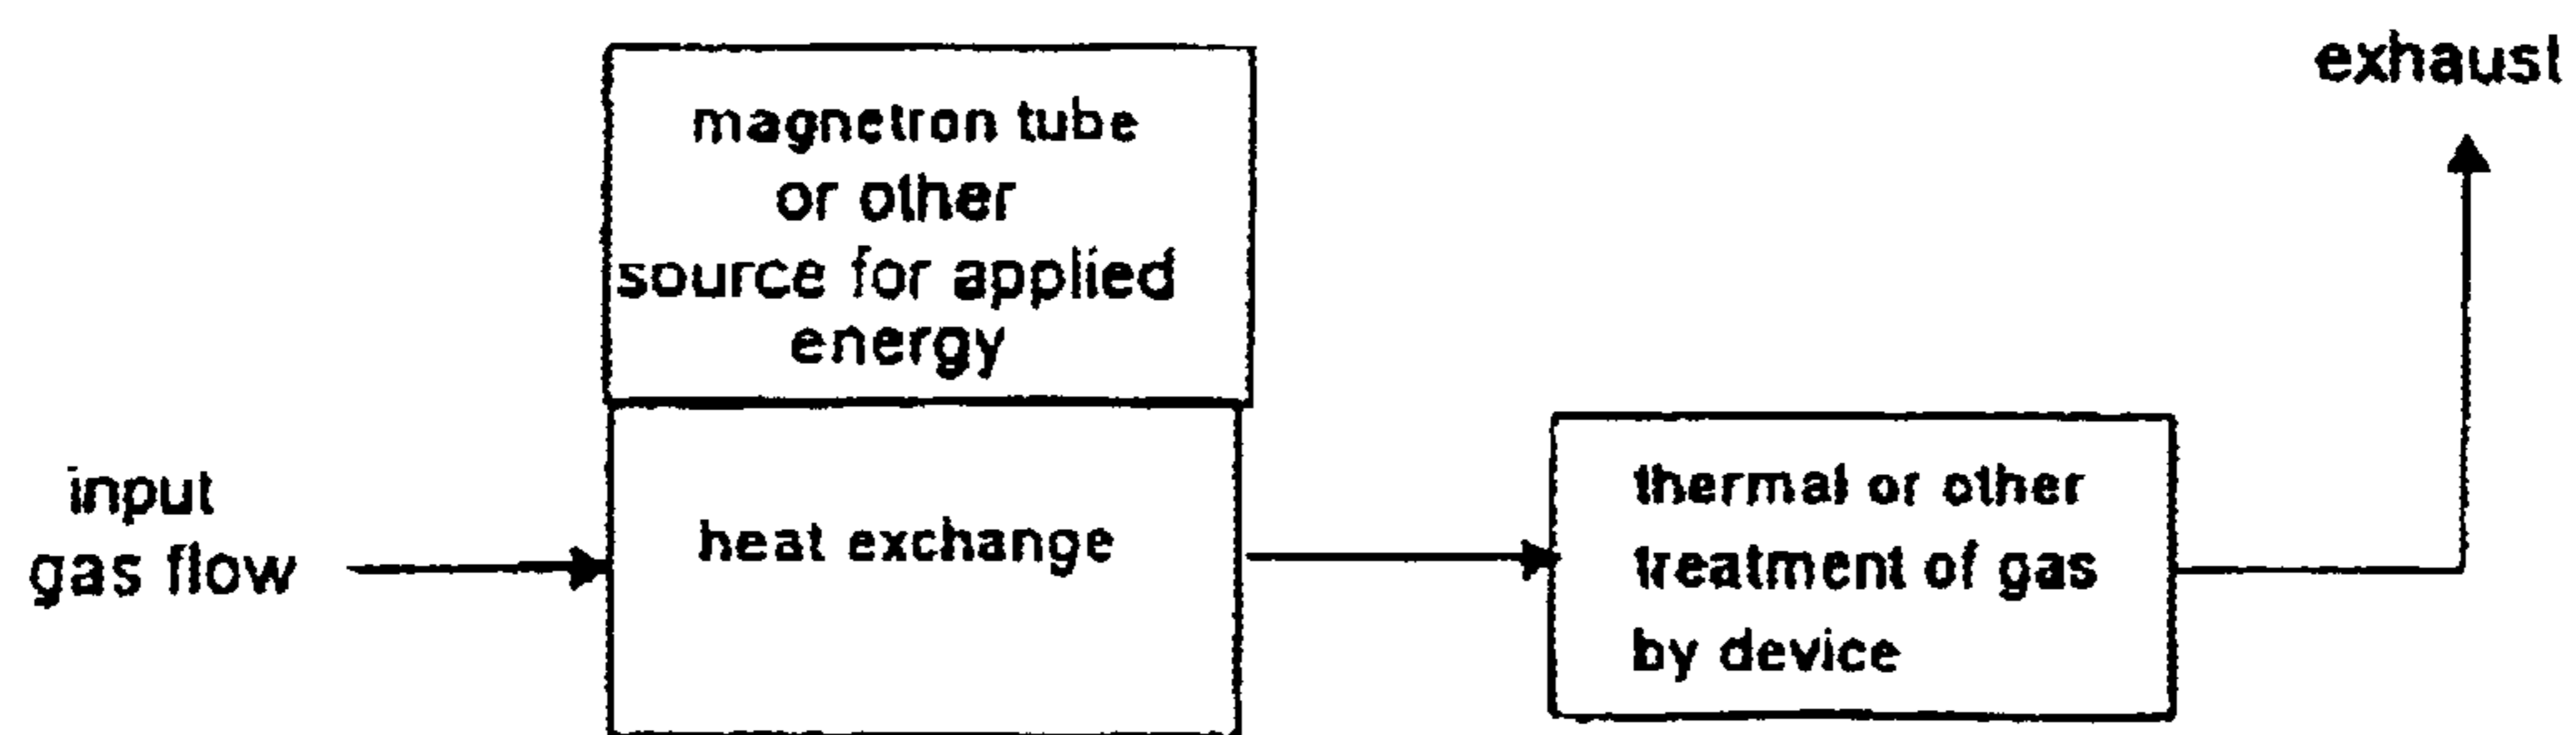 exhaust
magnetron tube
or other
source for applied
energy
input
gas flow
heat exchange
thermal or other
treatment of gas
by device